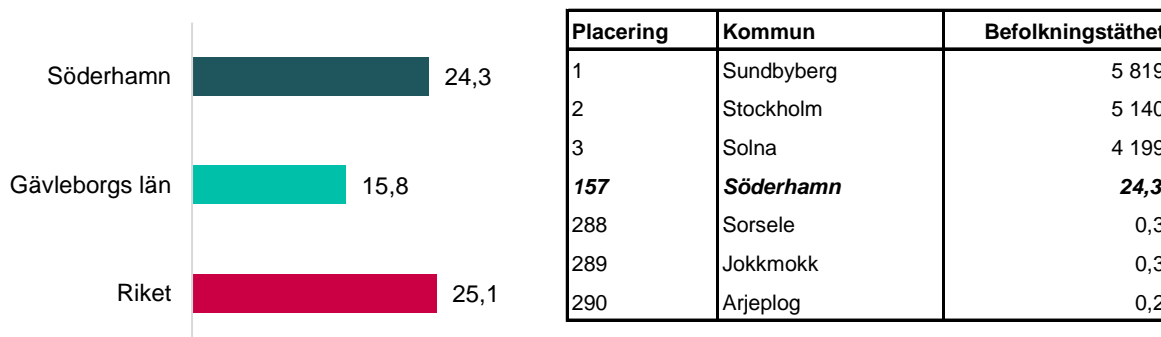 Söderhamn 24,3
Gävleborgs län 15,8
Riket 25,1
Placering Kommun Befolkningstäthet
1 Sundbyberg 5 819
2 Stockholm 5 140
3 Solna 4 199
157 Söderhamn 24,3
288 Sorsele 0,3
289 Jokkmokk 0,3
290 Arjeplog 0,2